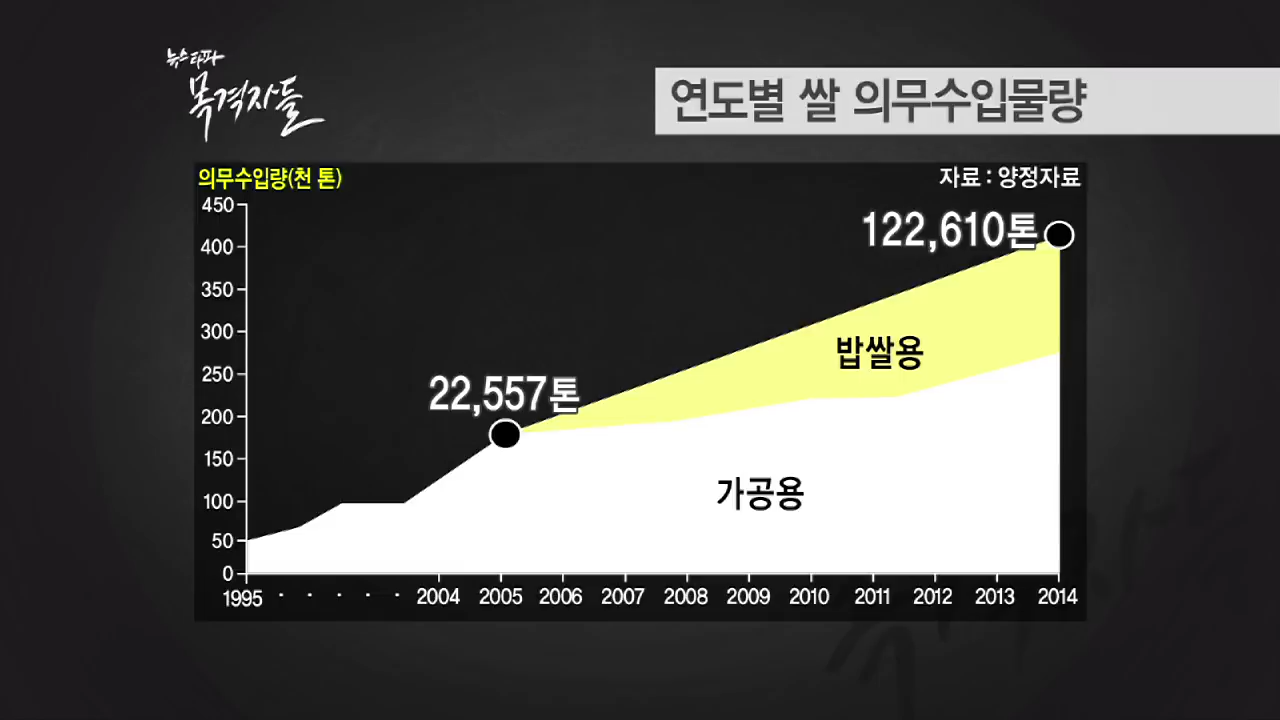 뉴스타파
목격자들
연도별 쌀 의무수입물량
의무수입량(천 톤)
자료 : 양정자료
450
400
350
300
250
200
150
100
50
0
122,610톤
22,557톤
밥쌀용
가공용
1995 · · · · · 2004 2005 2006 2007 2008 2009 2010 2011 2012 2013 2014